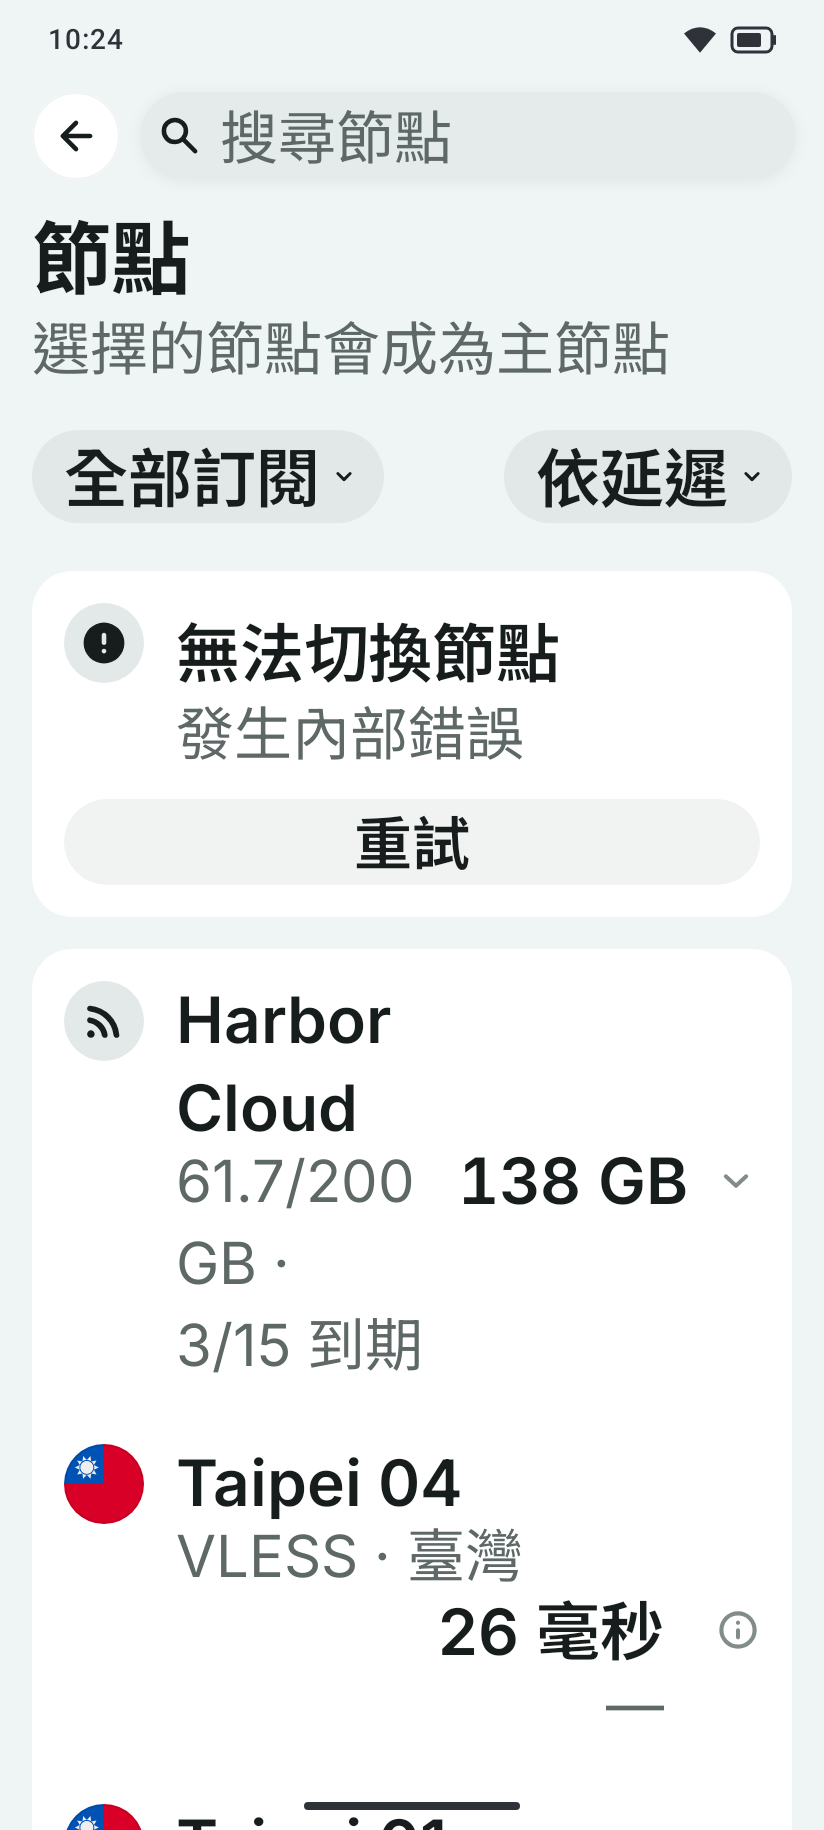 10:24
搜尋節點
節點
選擇的節點會成為主節點
全部訂閱
依延遲
無法切換節點
發生內部錯誤
重試
Harbor
Cloud
61.7/200
GB ·
3/15 到期
138 GB
Taipei 04
VLESS · 臺灣
26 毫秒
—